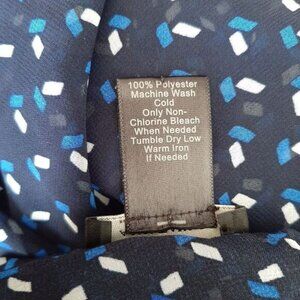 100% Polyester
Machine Wash
Cold
Only Non-
Chlorine Bleach
When Needed
Tumble Dry Low
Warm Iron
If Needed